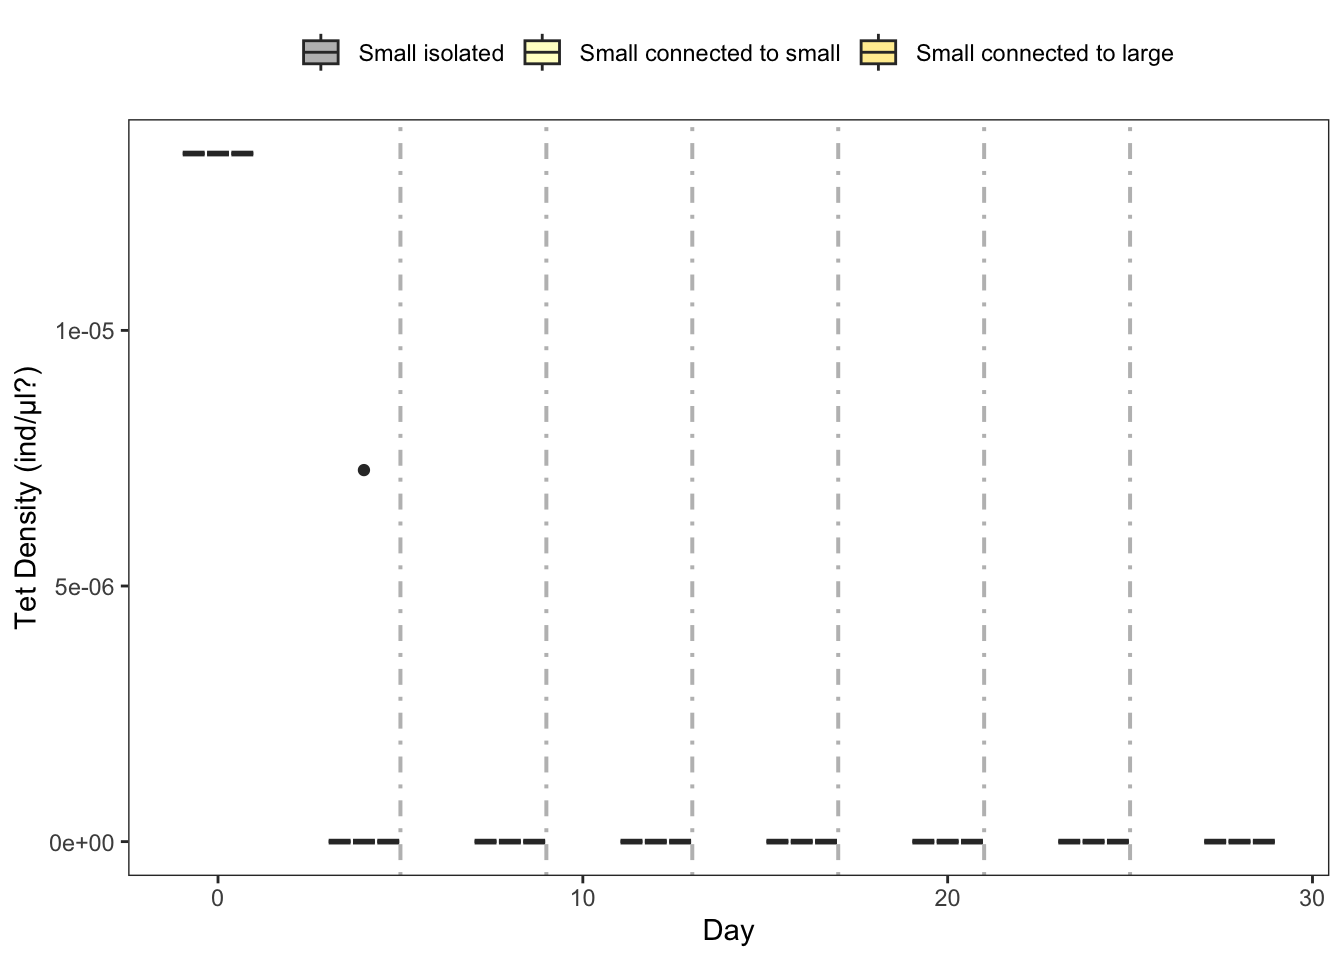 Small isolated Small connected to small Small connected to large
Tet Density (ind/µl?)
1e-05
5e-06
0e+00
0 10 20 30
Day